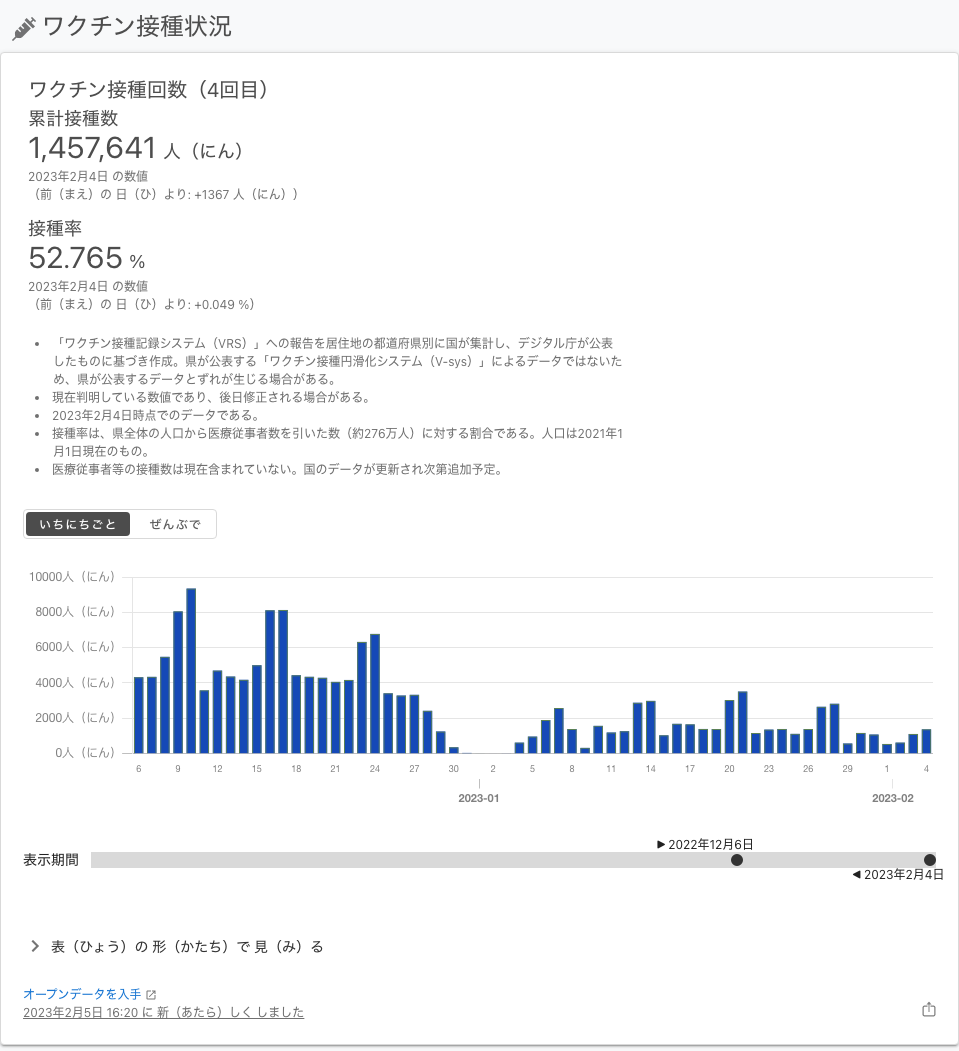 ワクチン接種状況
ワクチン接種回数（4回目）
累計接種数
1,457,641 人（にん）
2023年2月4日 の数値
（前（まえ）の 日（ひ）より: +1367 人（にん））
接種率
52.765 %
2023年2月4日 の数値
（前（まえ）の 日（ひ）より: +0.049 %）
• 「ワクチン接種記録システム（VRS）」への報告を居住地の都道府県別に国が集計し、デジタル庁が公表
したものに基づき作成。県が公表する「ワクチン接種円滑化システム（V-sys）」によるデータではないた
め、県が公表するデータとずれが生じる場合がある。
• 現在判明している数値であり、後日修正される場合がある。
• 2023年2月4日時点でのデータである。
• 接種率は、県全体の人口から医療従事者数を引いた数（約276万人）に対する割合である。人口は2021年1
月1日現在のもの。
• 医療従事者等の接種数は現在含まれていない。国のデータが更新され次第追加予定。
いちにちごと ぜんぶで
10000人（にん）
8000人（にん）
6000人（にん）
4000人（にん）
2000人（にん）
0人（にん）
6 9 12 15 18 21 24 27 30 2 5 8 11 14 17 20 23 26 29 1 4
2023-01 2023-02
▶ 2022年12月6日
表示期間
◀ 2023年2月4日
表（ひょう）の 形（かたち）で 見（み）る
オープンデータを入手
2023年2月5日 16:20 に 新（あたら）しく しました